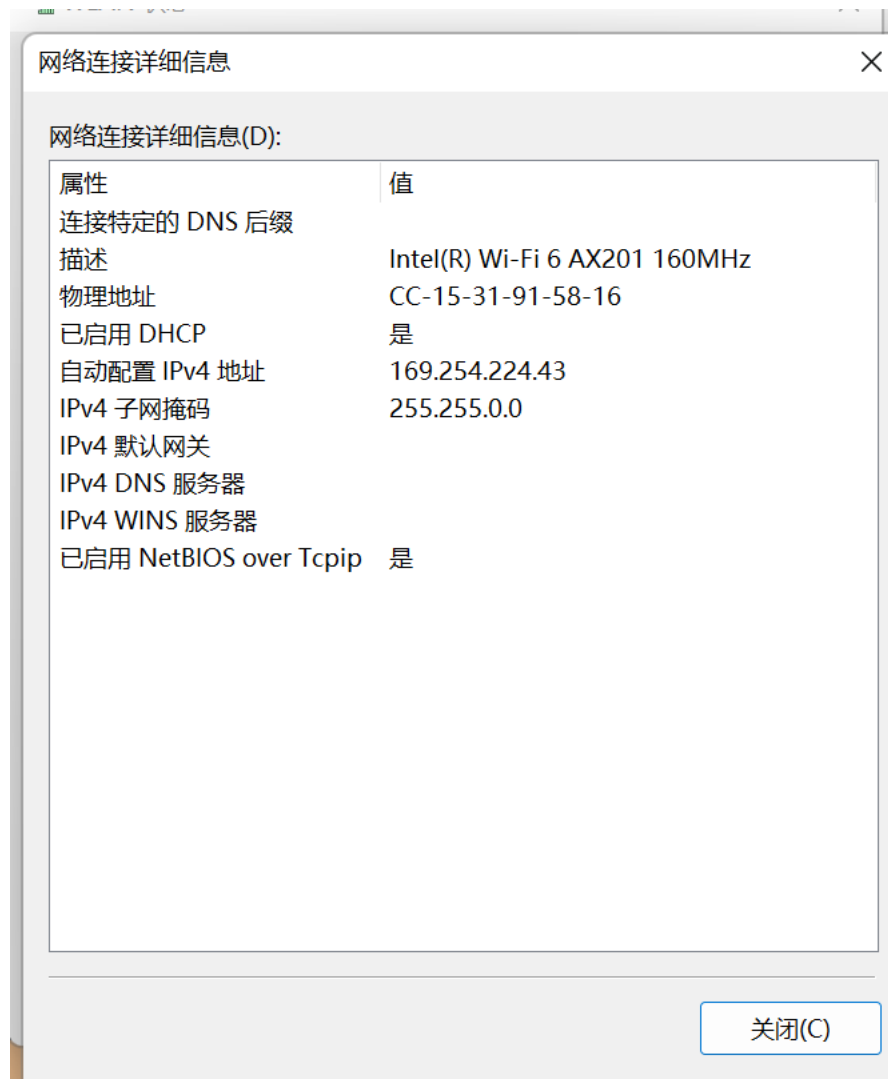 网络连接详细信息
网络连接详细信息(D):
属性 值
连接特定的 DNS 后缀
描述 Intel(R) Wi-Fi 6 AX201 160MHz
物理地址 CC-15-31-91-58-16
已启用 DHCP 是
自动配置 IPv4 地址 169.254.224.43
IPv4 子网掩码 255.255.0.0
IPv4 默认网关
IPv4 DNS 服务器
IPv4 WINS 服务器
已启用 NetBIOS over Tcpip 是
关闭(C)